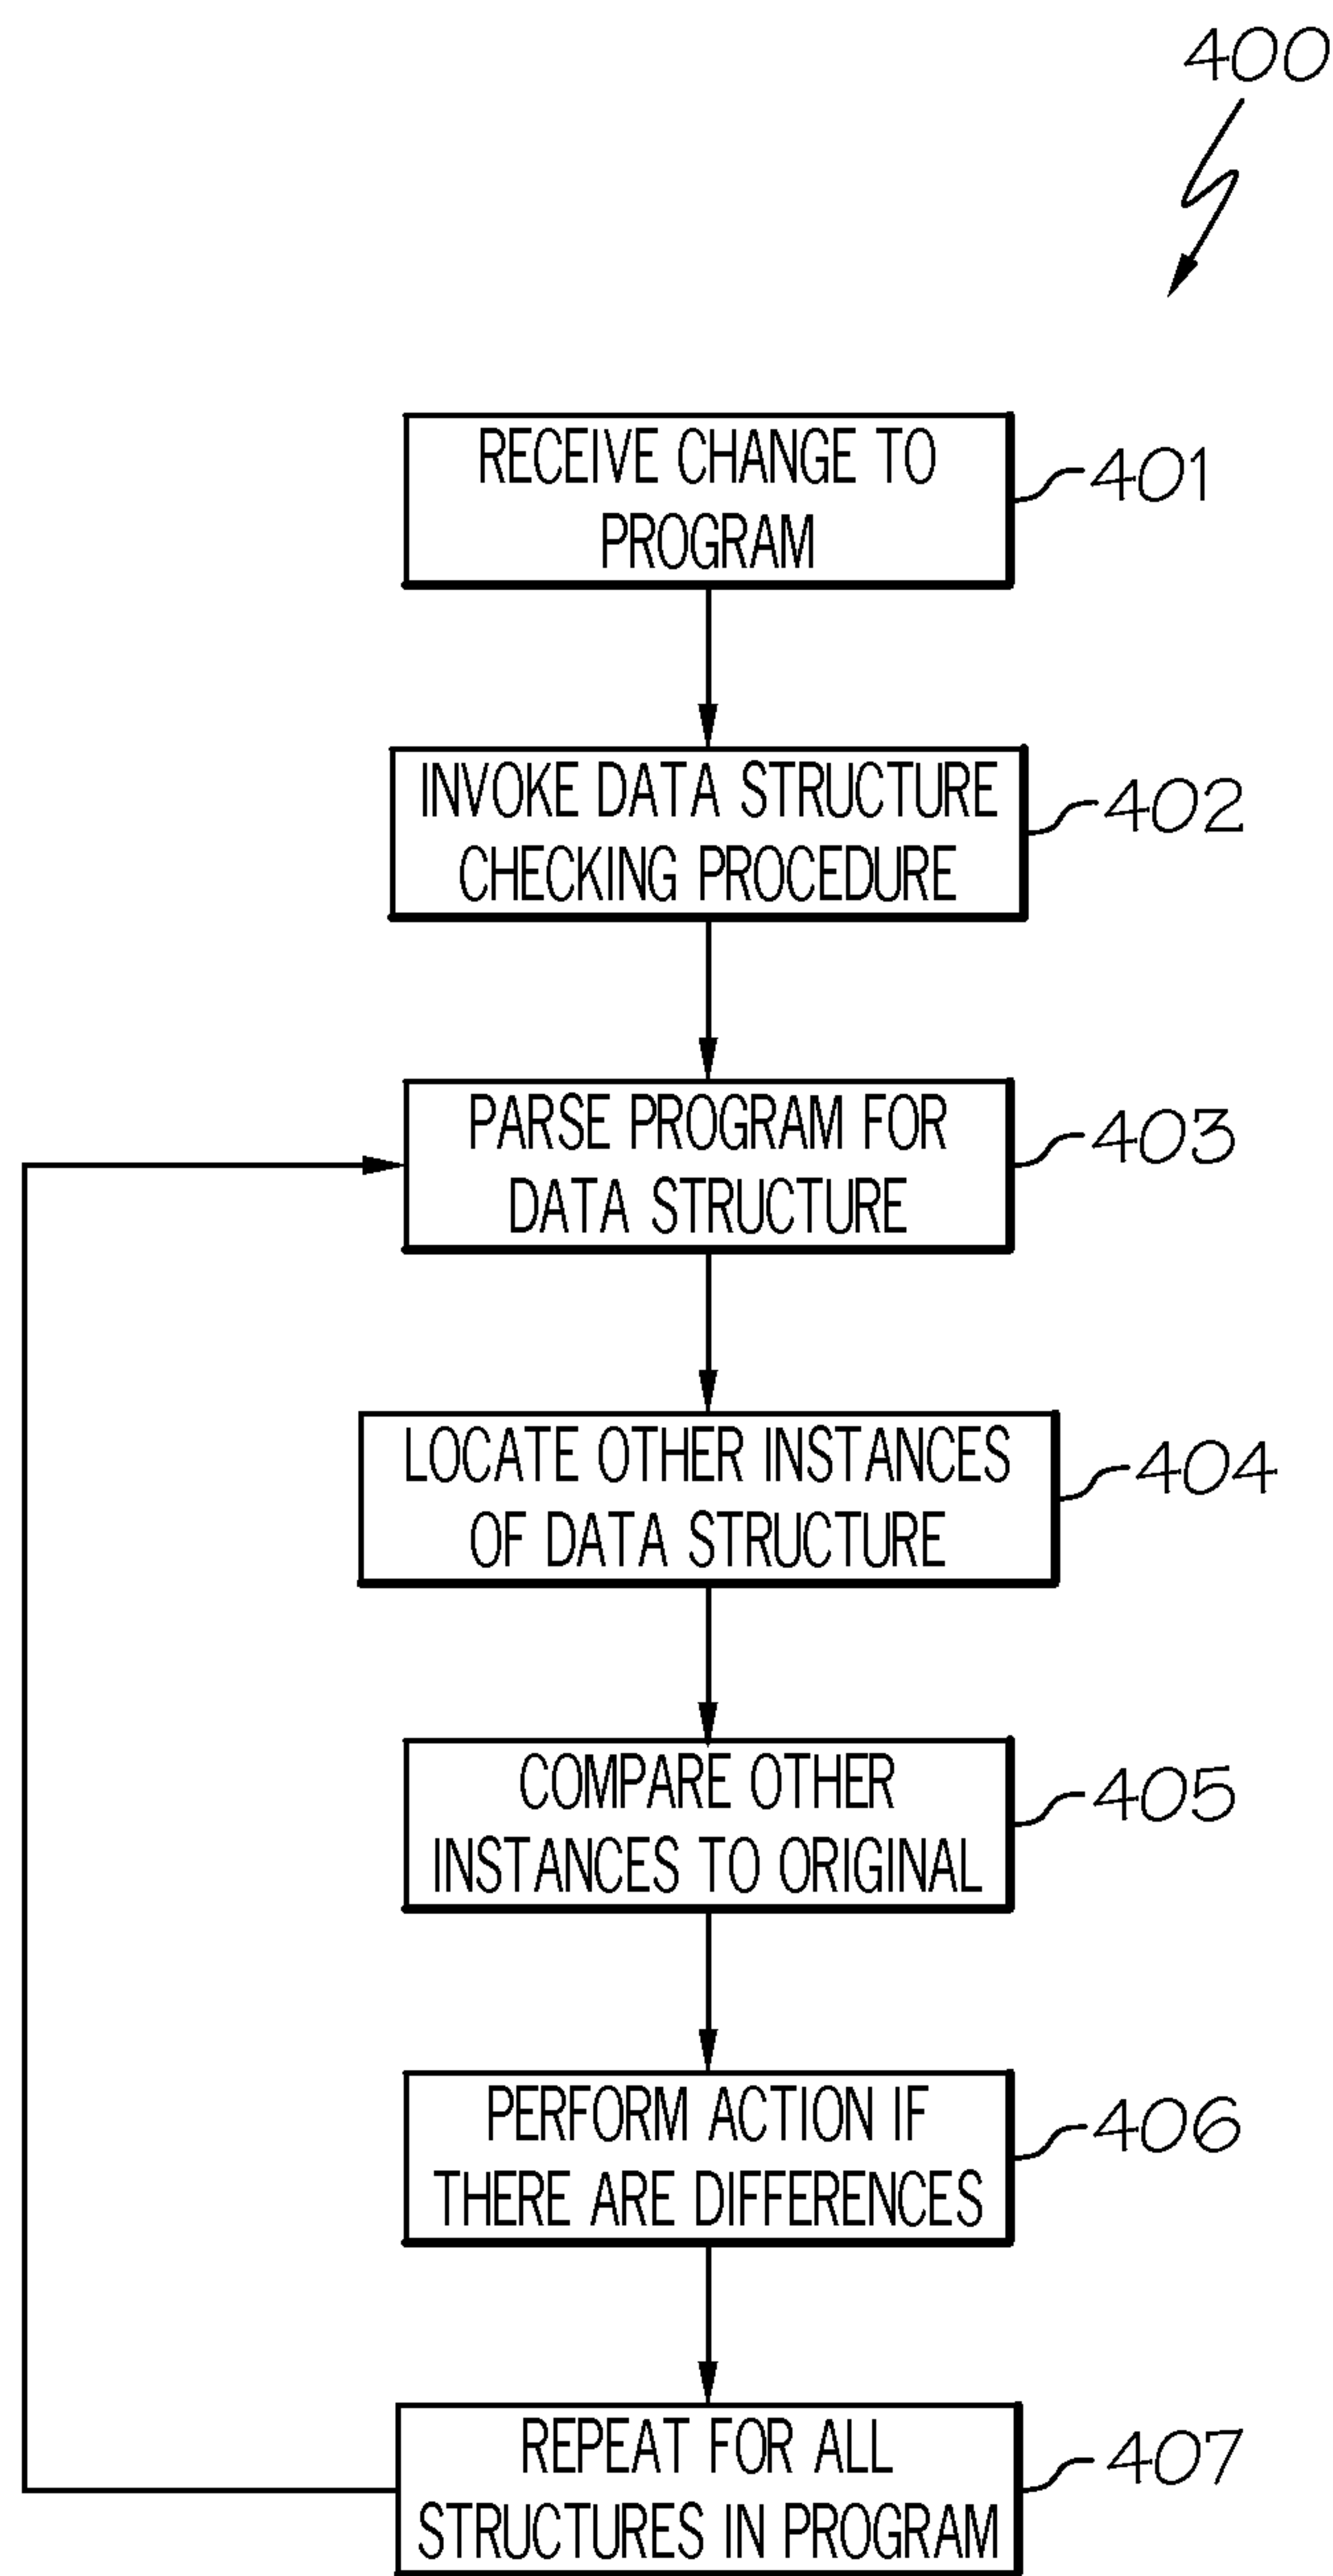 400
RECEIVE CHANGE TO
PROGRAM
401
INVOKE DATA STRUCTURE
CHECKING PROCEDURE
402
PARSE PROGRAM FOR
DATA STRUCTURE
403
LOCATE OTHER INSTANCES
OF DATA STRUCTURE
404
COMPARE OTHER
INSTANCES TO ORIGINAL
405
PERFORM ACTION IF
THERE ARE DIFFERENCES
406
REPEAT FOR ALL
STRUCTURES IN PROGRAM
407